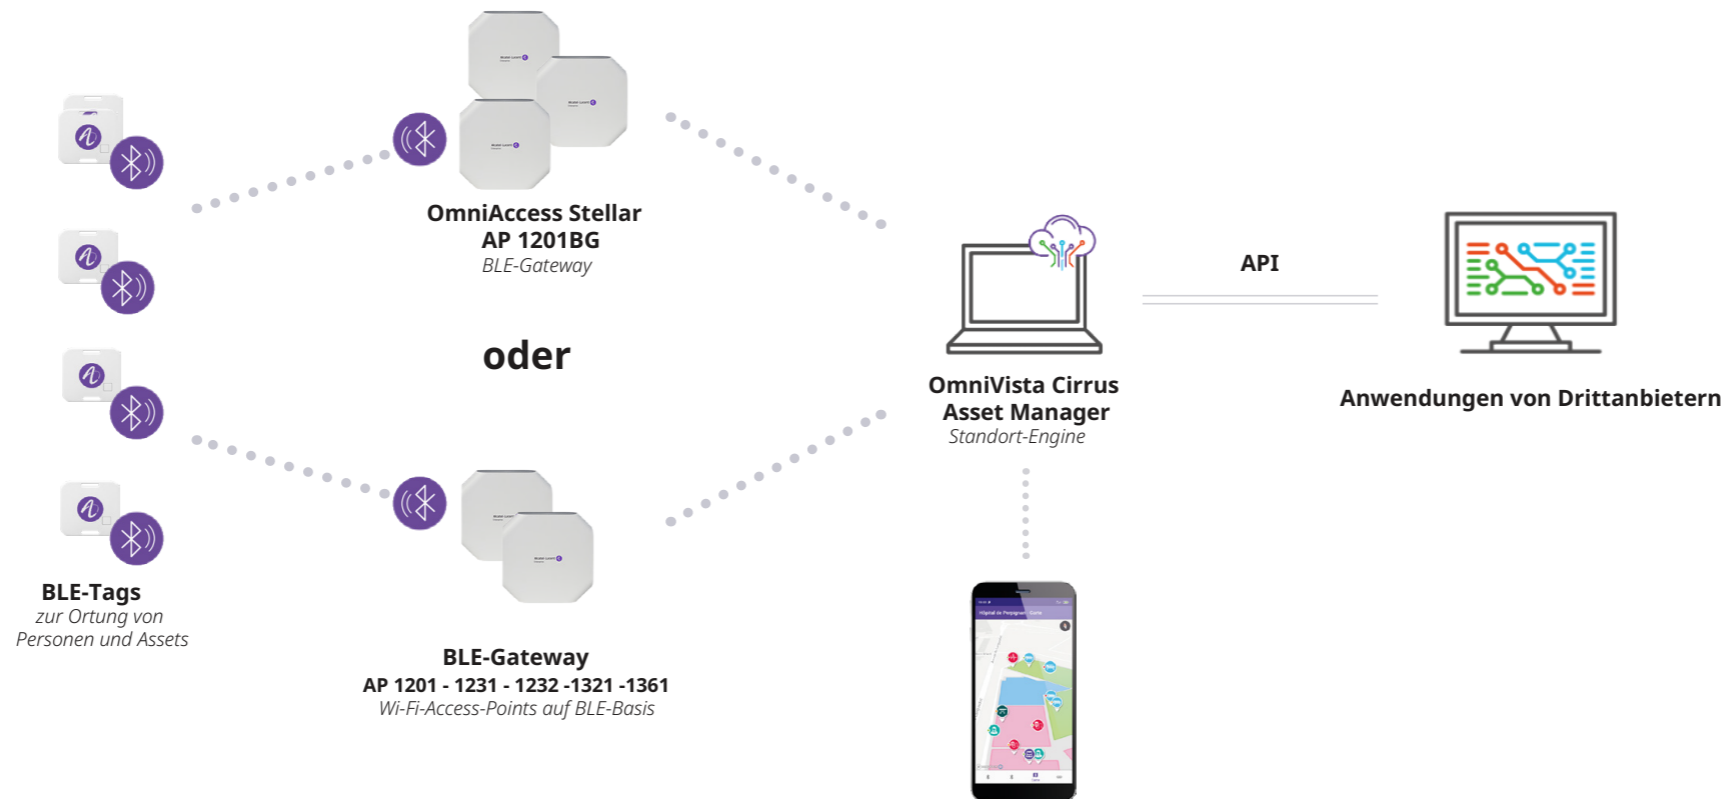 OmniAccess Stellar
AP 1201BG
BLE-Gateway
oder
BLE-Tags
zur Ortung von
Personen und Assets
BLE-Gateway
AP 1201 - 1231 - 1232 -1321 -1361
Wi-Fi-Access-Points auf BLE-Basis
OmniVista Cirrus
Asset Manager
Standort-Engine
API
Anwendungen von Drittanbietern